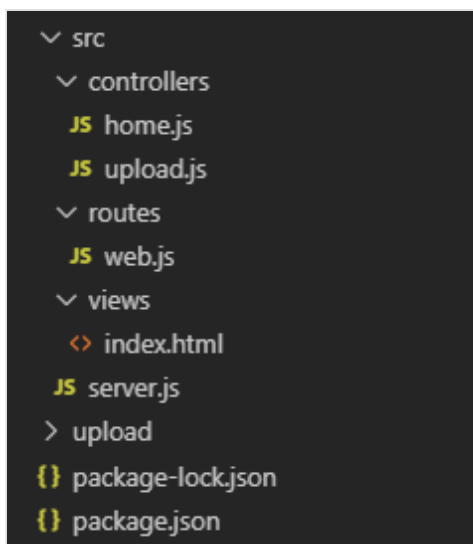 src
controllers
JS home.js
JS upload.js
routes
JS web.js
views
<> index.html
JS server.js
upload
{} package-lock.json
{} package.json